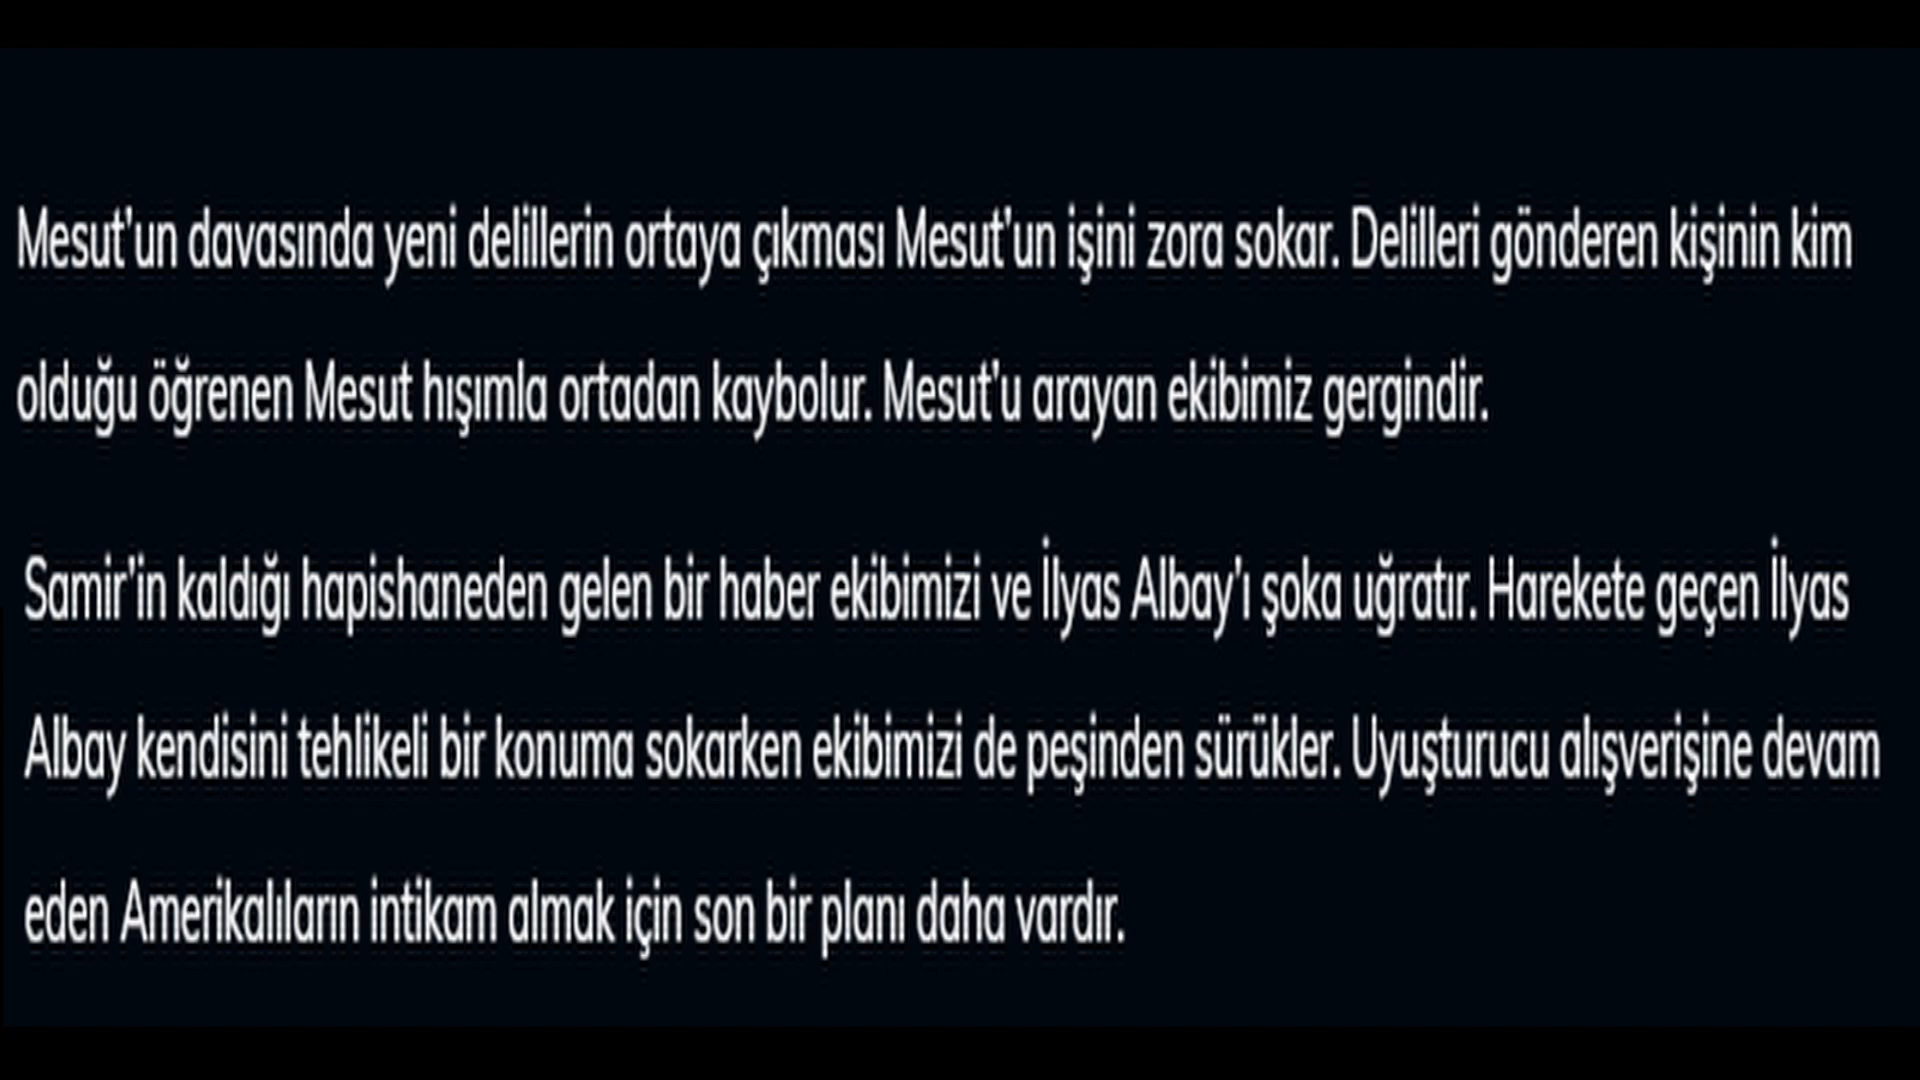 Mesut'un davasında yeni delillerin ortaya çıkması Mesut'un işini zora sokar. Delilleri gönderen kişinin kim
olduğu öğrenen Mesut hışımla ortadan kaybolur. Mesut'u arayan ekibimiz gergindir.
Samir'in kaldığı hapishaneden gelen bir haber ekibimizi ve İlyas Albay'ı şoka uğratır. Harekete geçen İlyas
Albay kendisini tehlikeli bir konuma sokarken ekibimizi de peşinden sürükler. Uyuşturucu alışverişine devam
eden Amerikalıların intikam almak için son bir planı daha vardır.